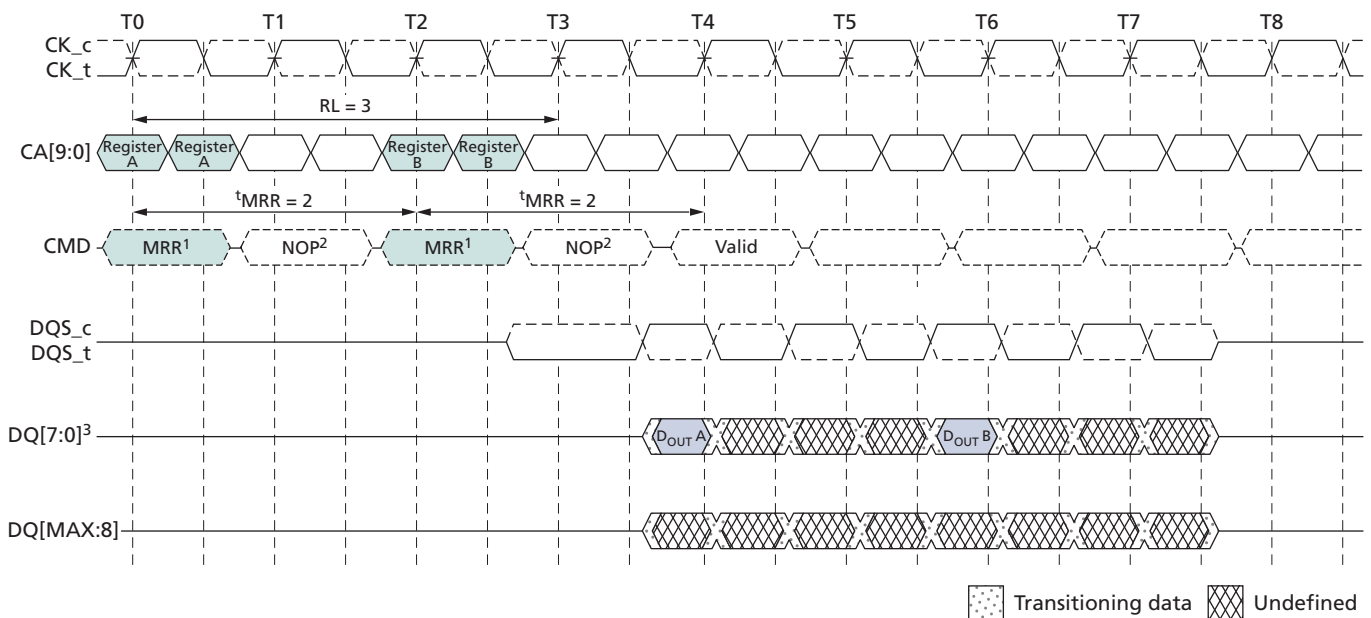 T0 T1 T2 T3 T4 T5 T6 T7 T8
CK_c
CK_t
RL = 3
CA[9:0]
Register A
Register A
Register B
Register B
tMRR = 2
tMRR = 2
CMD
MRR1
NOP2
MRR1
NOP2
Valid
DQS_c
DQS_t
DQ[7:0]3
DOUT A
DOUT B
DQ[MAX:8]
Transitioning data
Undefined